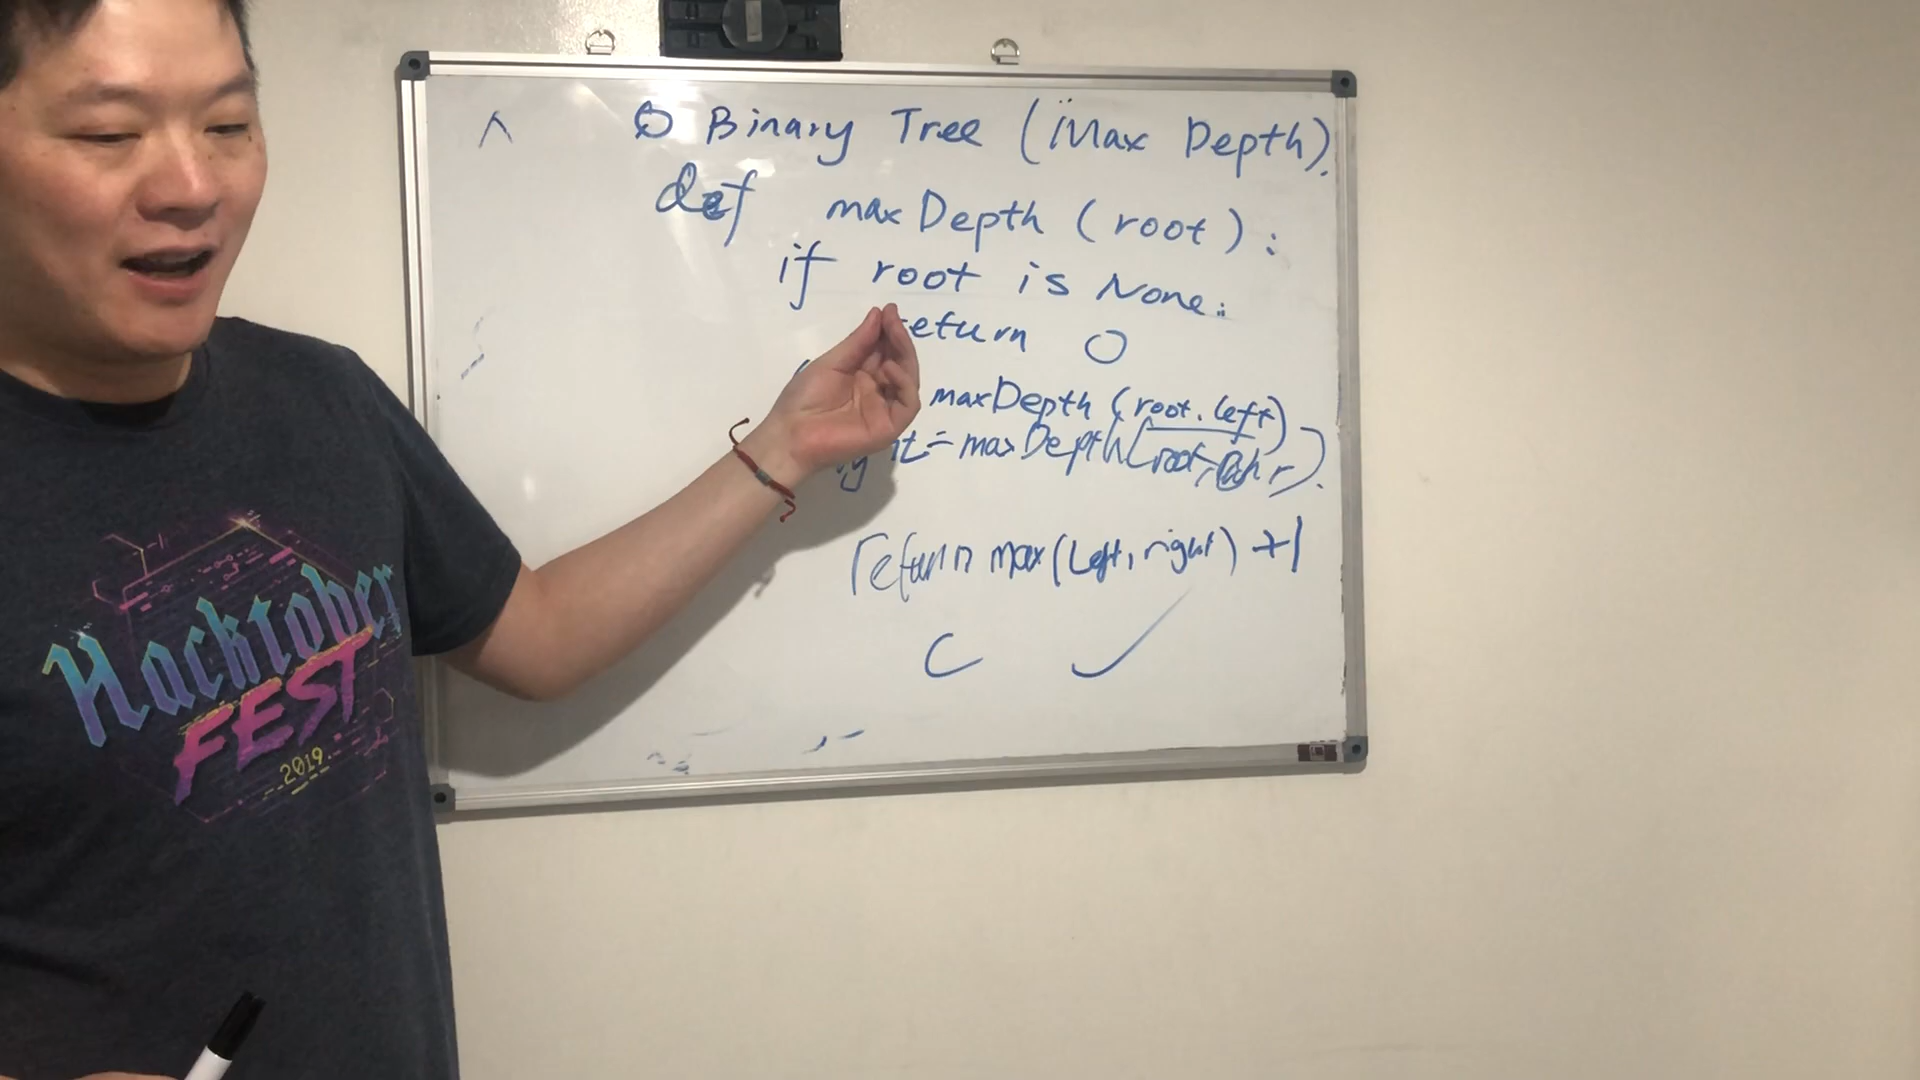 Binary Tree (Max Depth).
def maxDepth (root):
if root is None:
return 0
maxDepth (root.left)
= maxDepth (root.
return max(Left, right) +1
Hacktober
FEST
2019